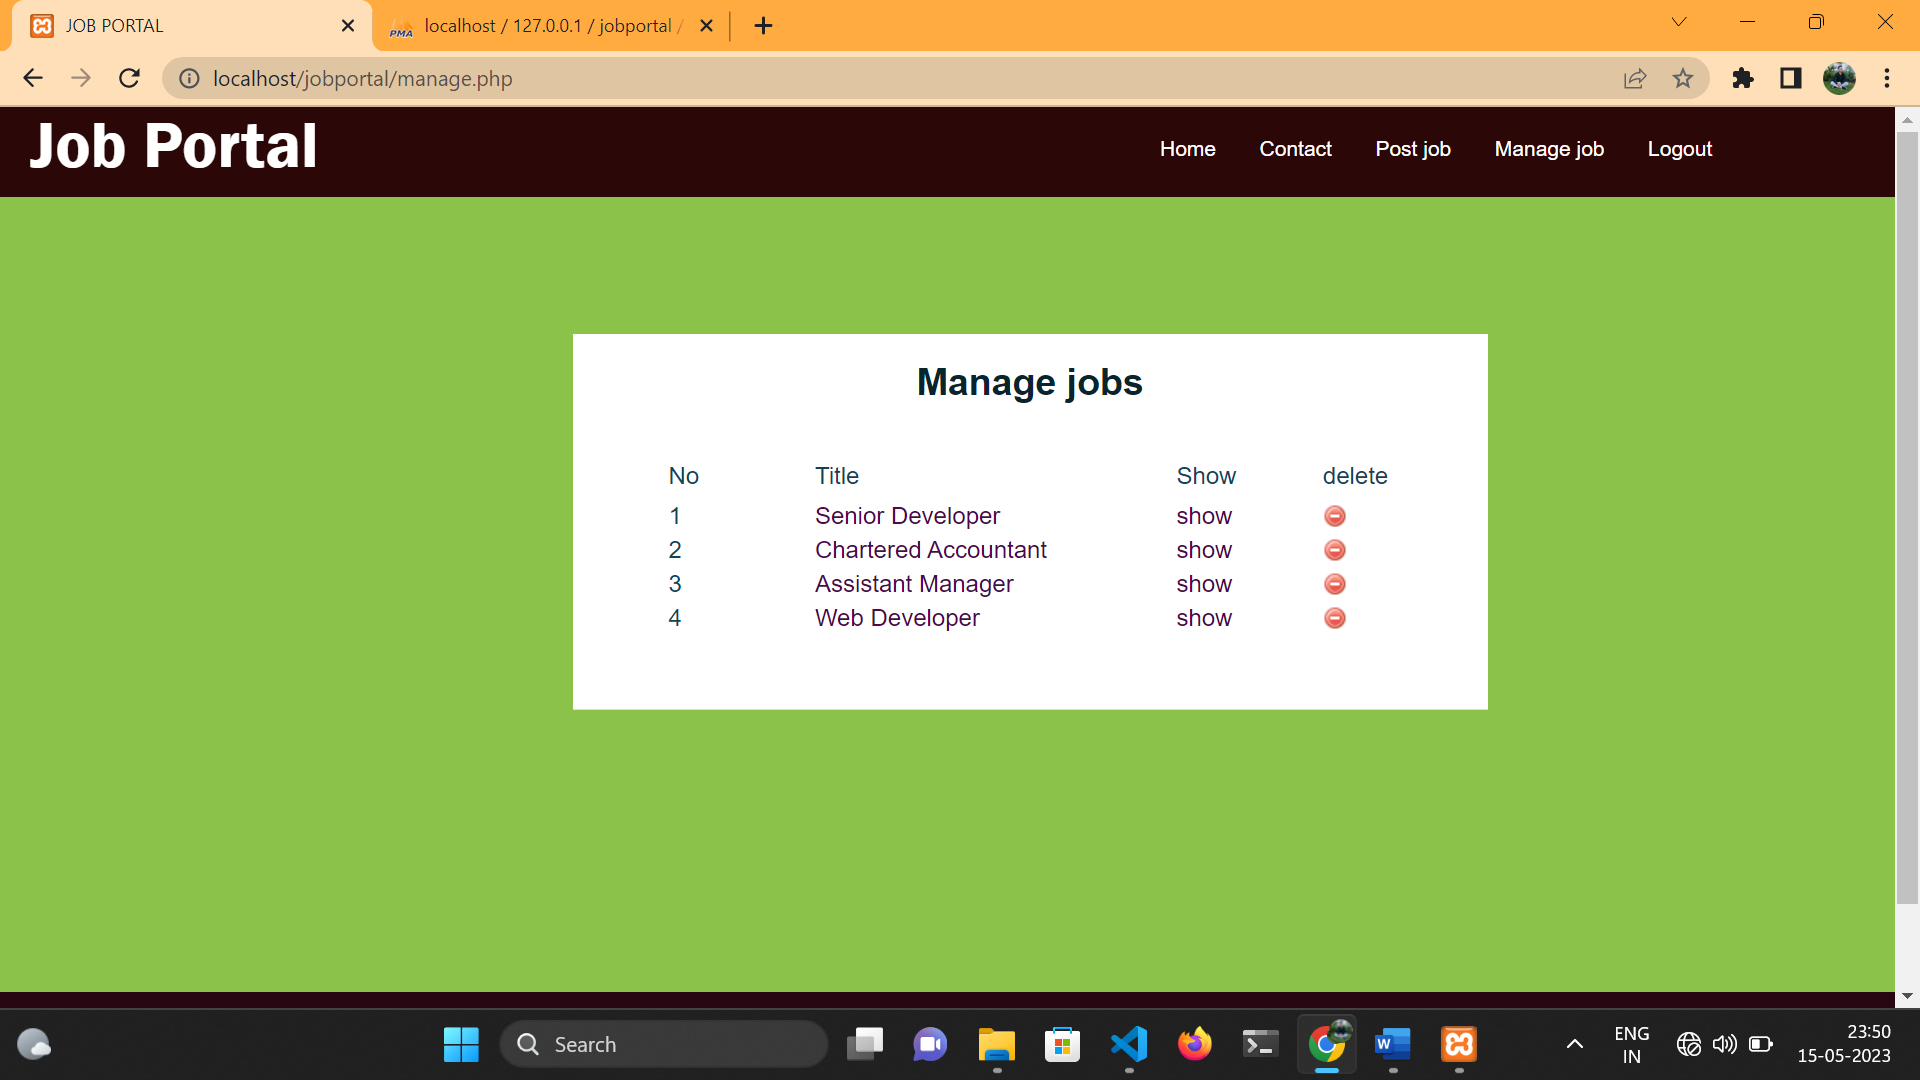 JOB PORTAL
PMA localhost / 127.0.0.1 / jobportal /
localhost/jobportal/manage.php
Job Portal
Home Contact Post job Manage job Logout
Manage jobs
No Title Show delete
1 Senior Developer show
2 Chartered Accountant show
3 Assistant Manager show
4 Web Developer show
Search
ENG
IN
23:50
15-05-2023